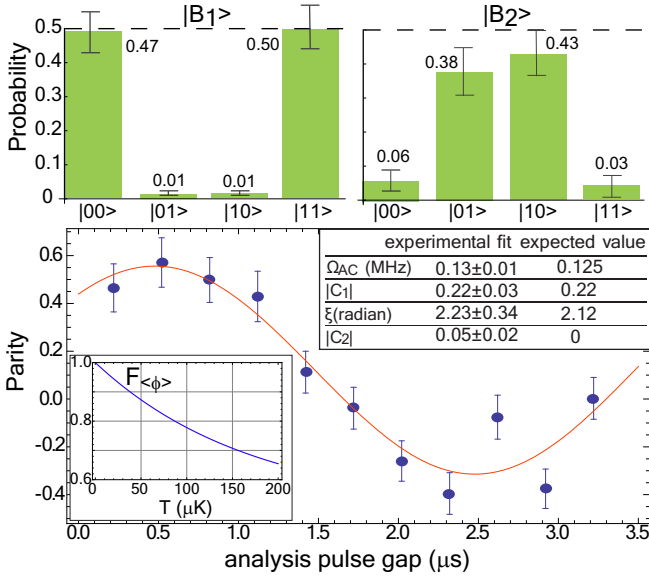 |B1> |B2>
Probability
0.5
0.4
0.3
0.2
0.1
0
0.47
0.01
0.01
0.50
0.06
0.38
0.43
0.03
|00> |01> |10> |11> |00> |01> |10> |11>
Parity
0.6
0.4
0.2
0.0
-0.2
-0.4
experimental fit expected value
ΩAC (MHz) 0.13±0.01 0.125
|C1| 0.22±0.03 0.22
ξ(radian) 2.23±0.34 2.12
|C2| 0.05±0.02 0
F<ϕ>
1.0
0.8
0.6
0 50 100 150 200
T (μK)
0.0 0.5 1.0 1.5 2.0 2.5 3.0 3.5
analysis pulse gap (μs)